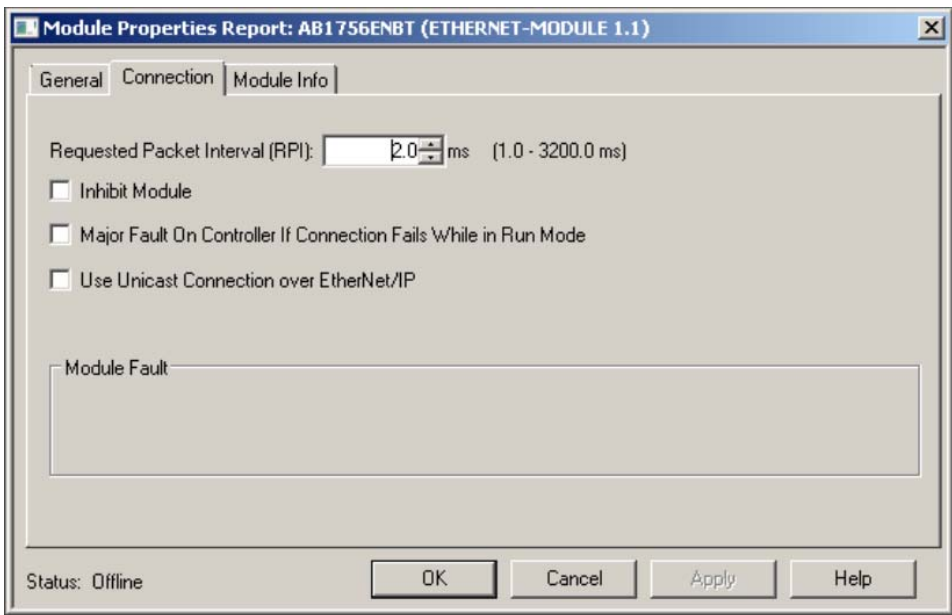 Module Properties Report: AB1756ENBT (ETHERNET-MODULE 1.1)
General Connection Module Info
Requested Packet Interval (RPI): 2.0 ms (1.0 - 3200.0 ms)
Inhibit Module
Major Fault On Controller If Connection Fails While in Run Mode
Use Unicast Connection over EtherNet/IP
Module Fault
Status: Offline OK Cancel Apply Help